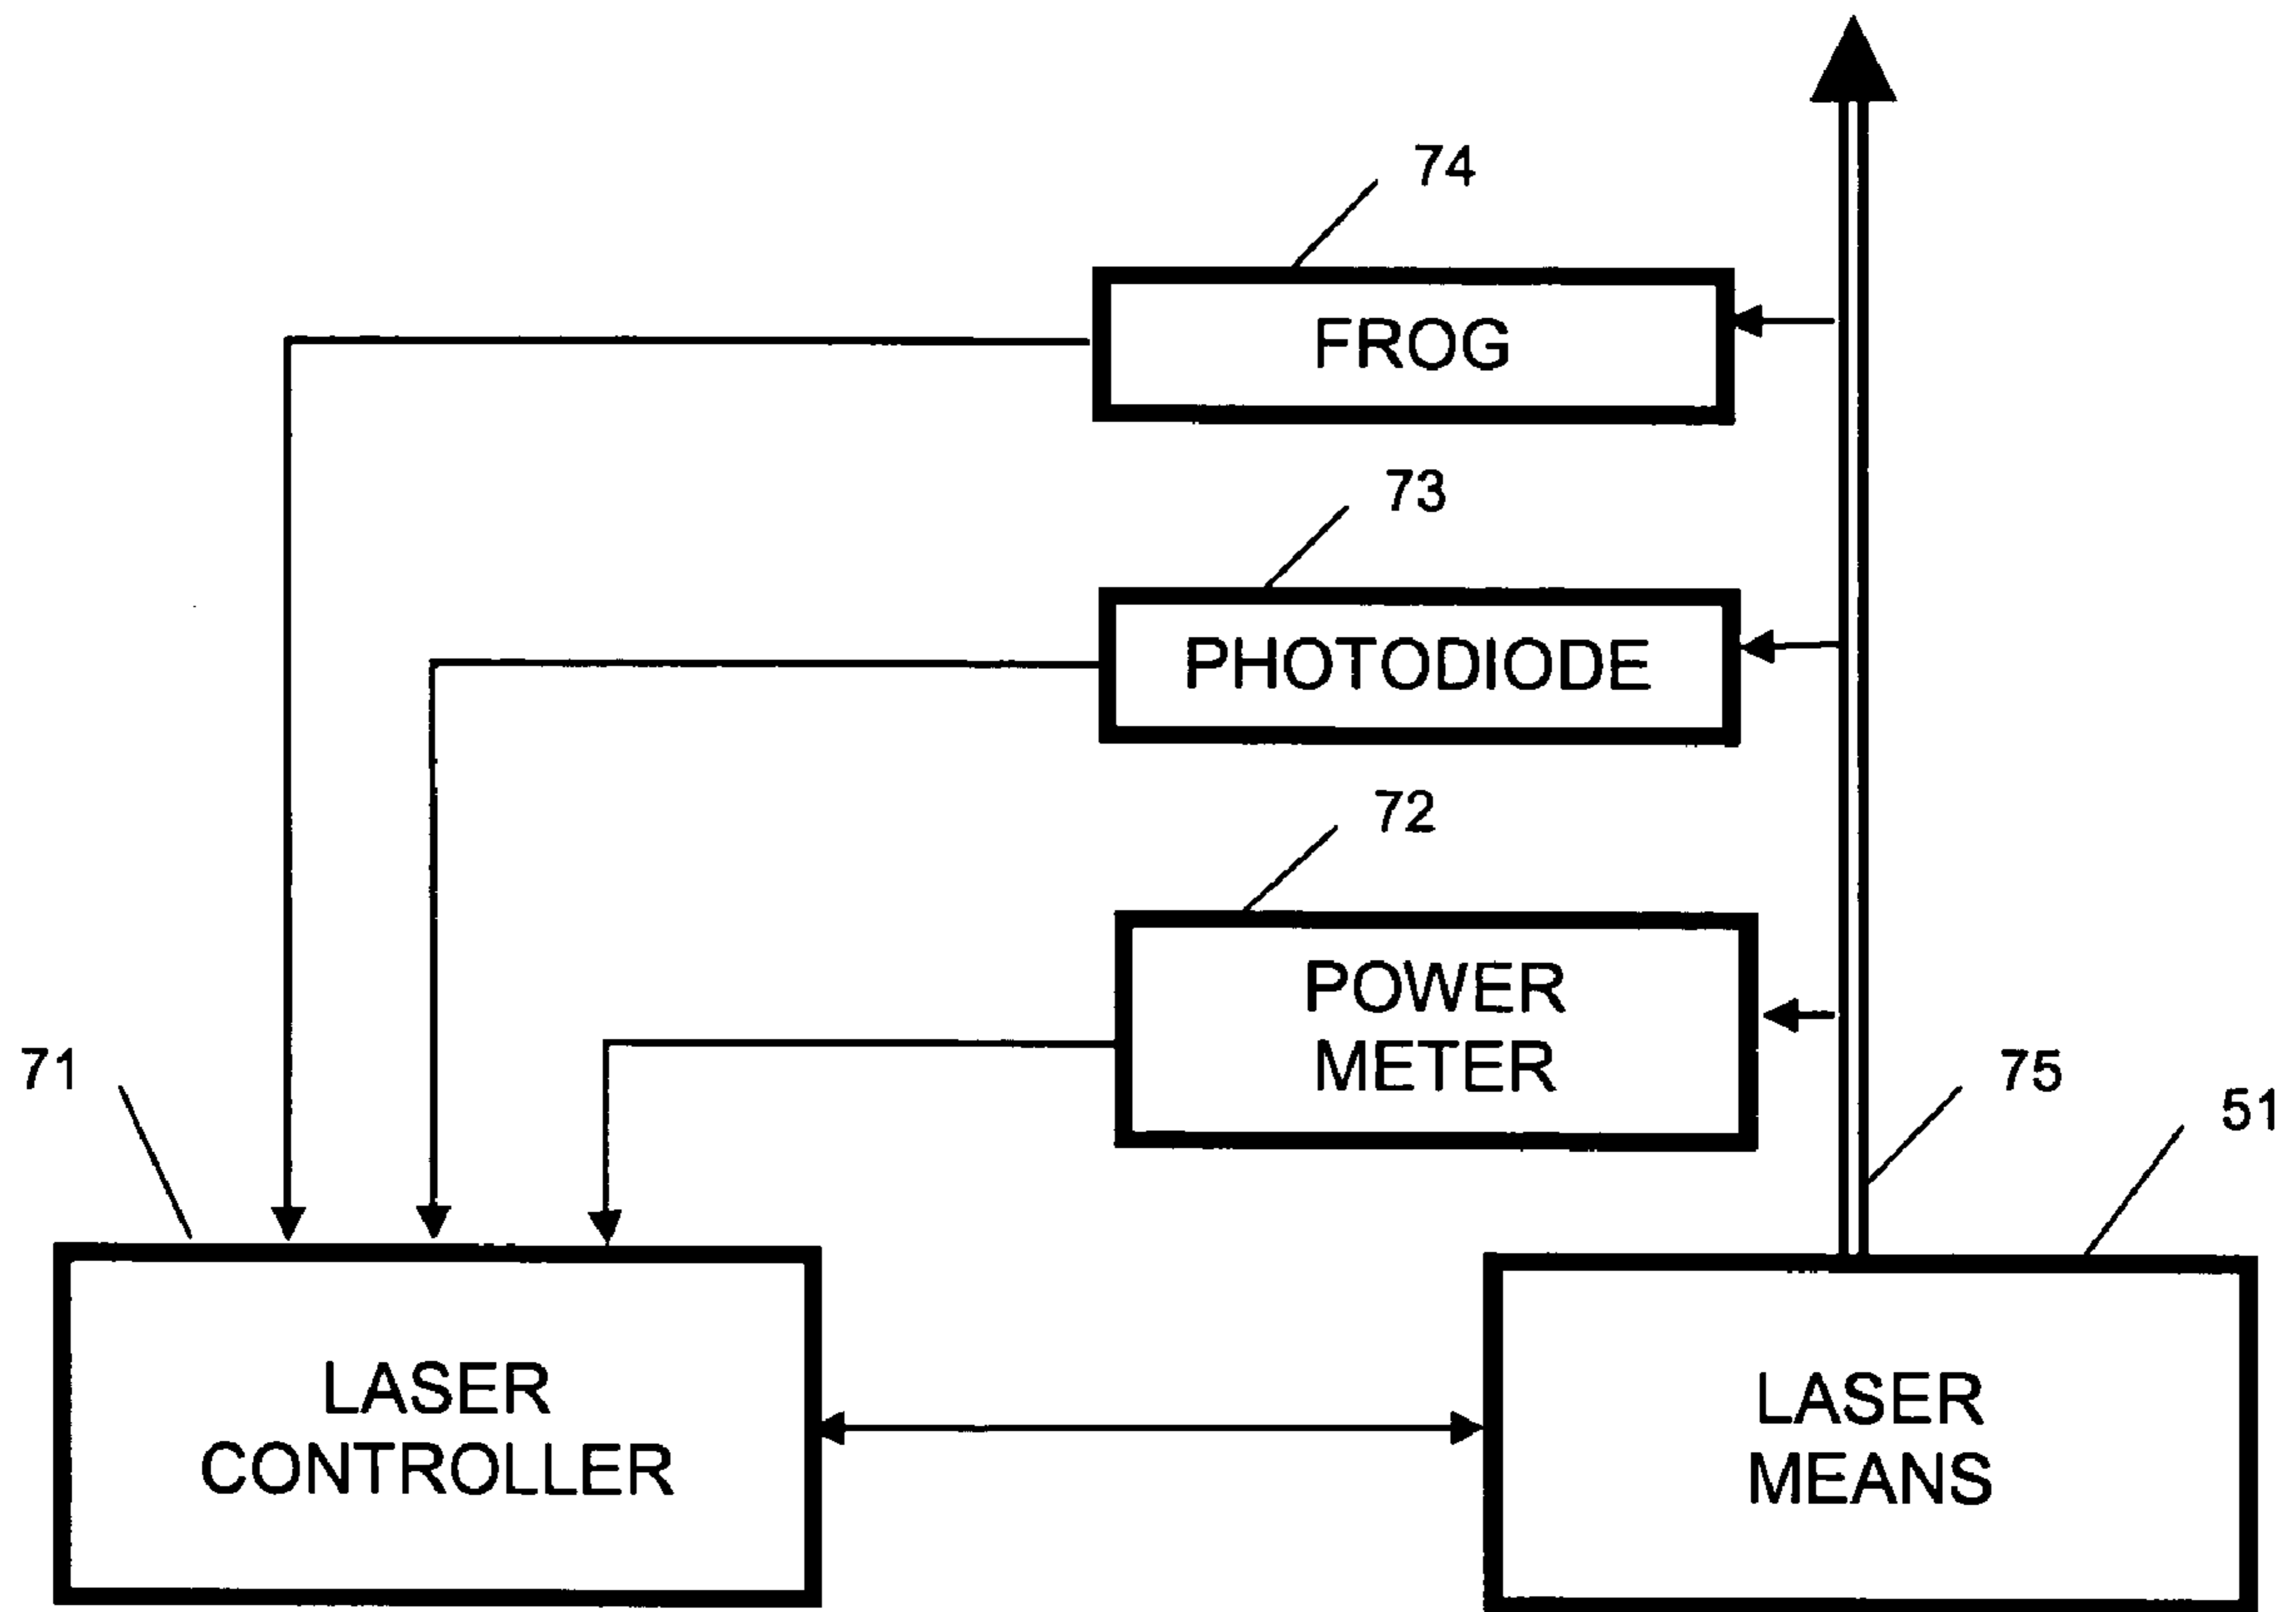 74
FROG
73
PHOTODIODE
72
POWER
METER
71
75
51
LASER
CONTROLLER
LASER
MEANS